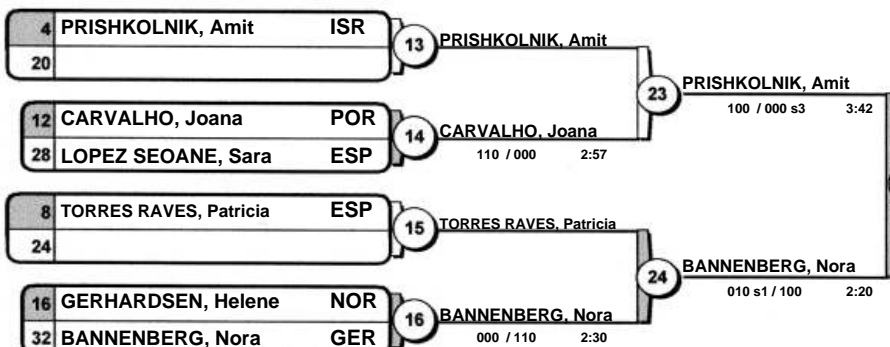 4 PRISHKOLNIK, Amit ISR
20
13
PRISHKOLNIK, Amit
12 CARVALHO, Joana POR
28 LOPEZ SEOANE, Sara ESP
14
CARVALHO, Joana
110 / 000 2:57
23
PRISHKOLNIK, Amit
100 / 000 s3 3:42
8 TORRES RAVES, Patricia ESP
24
15
TORRES RAVES, Patricia
16 GERHARDSEN, Helene NOR
32 BANNENBERG, Nora GER
16
BANNENBERG, Nora
000 / 110 2:30
24
BANNENBERG, Nora
010 s1 / 100 2:20